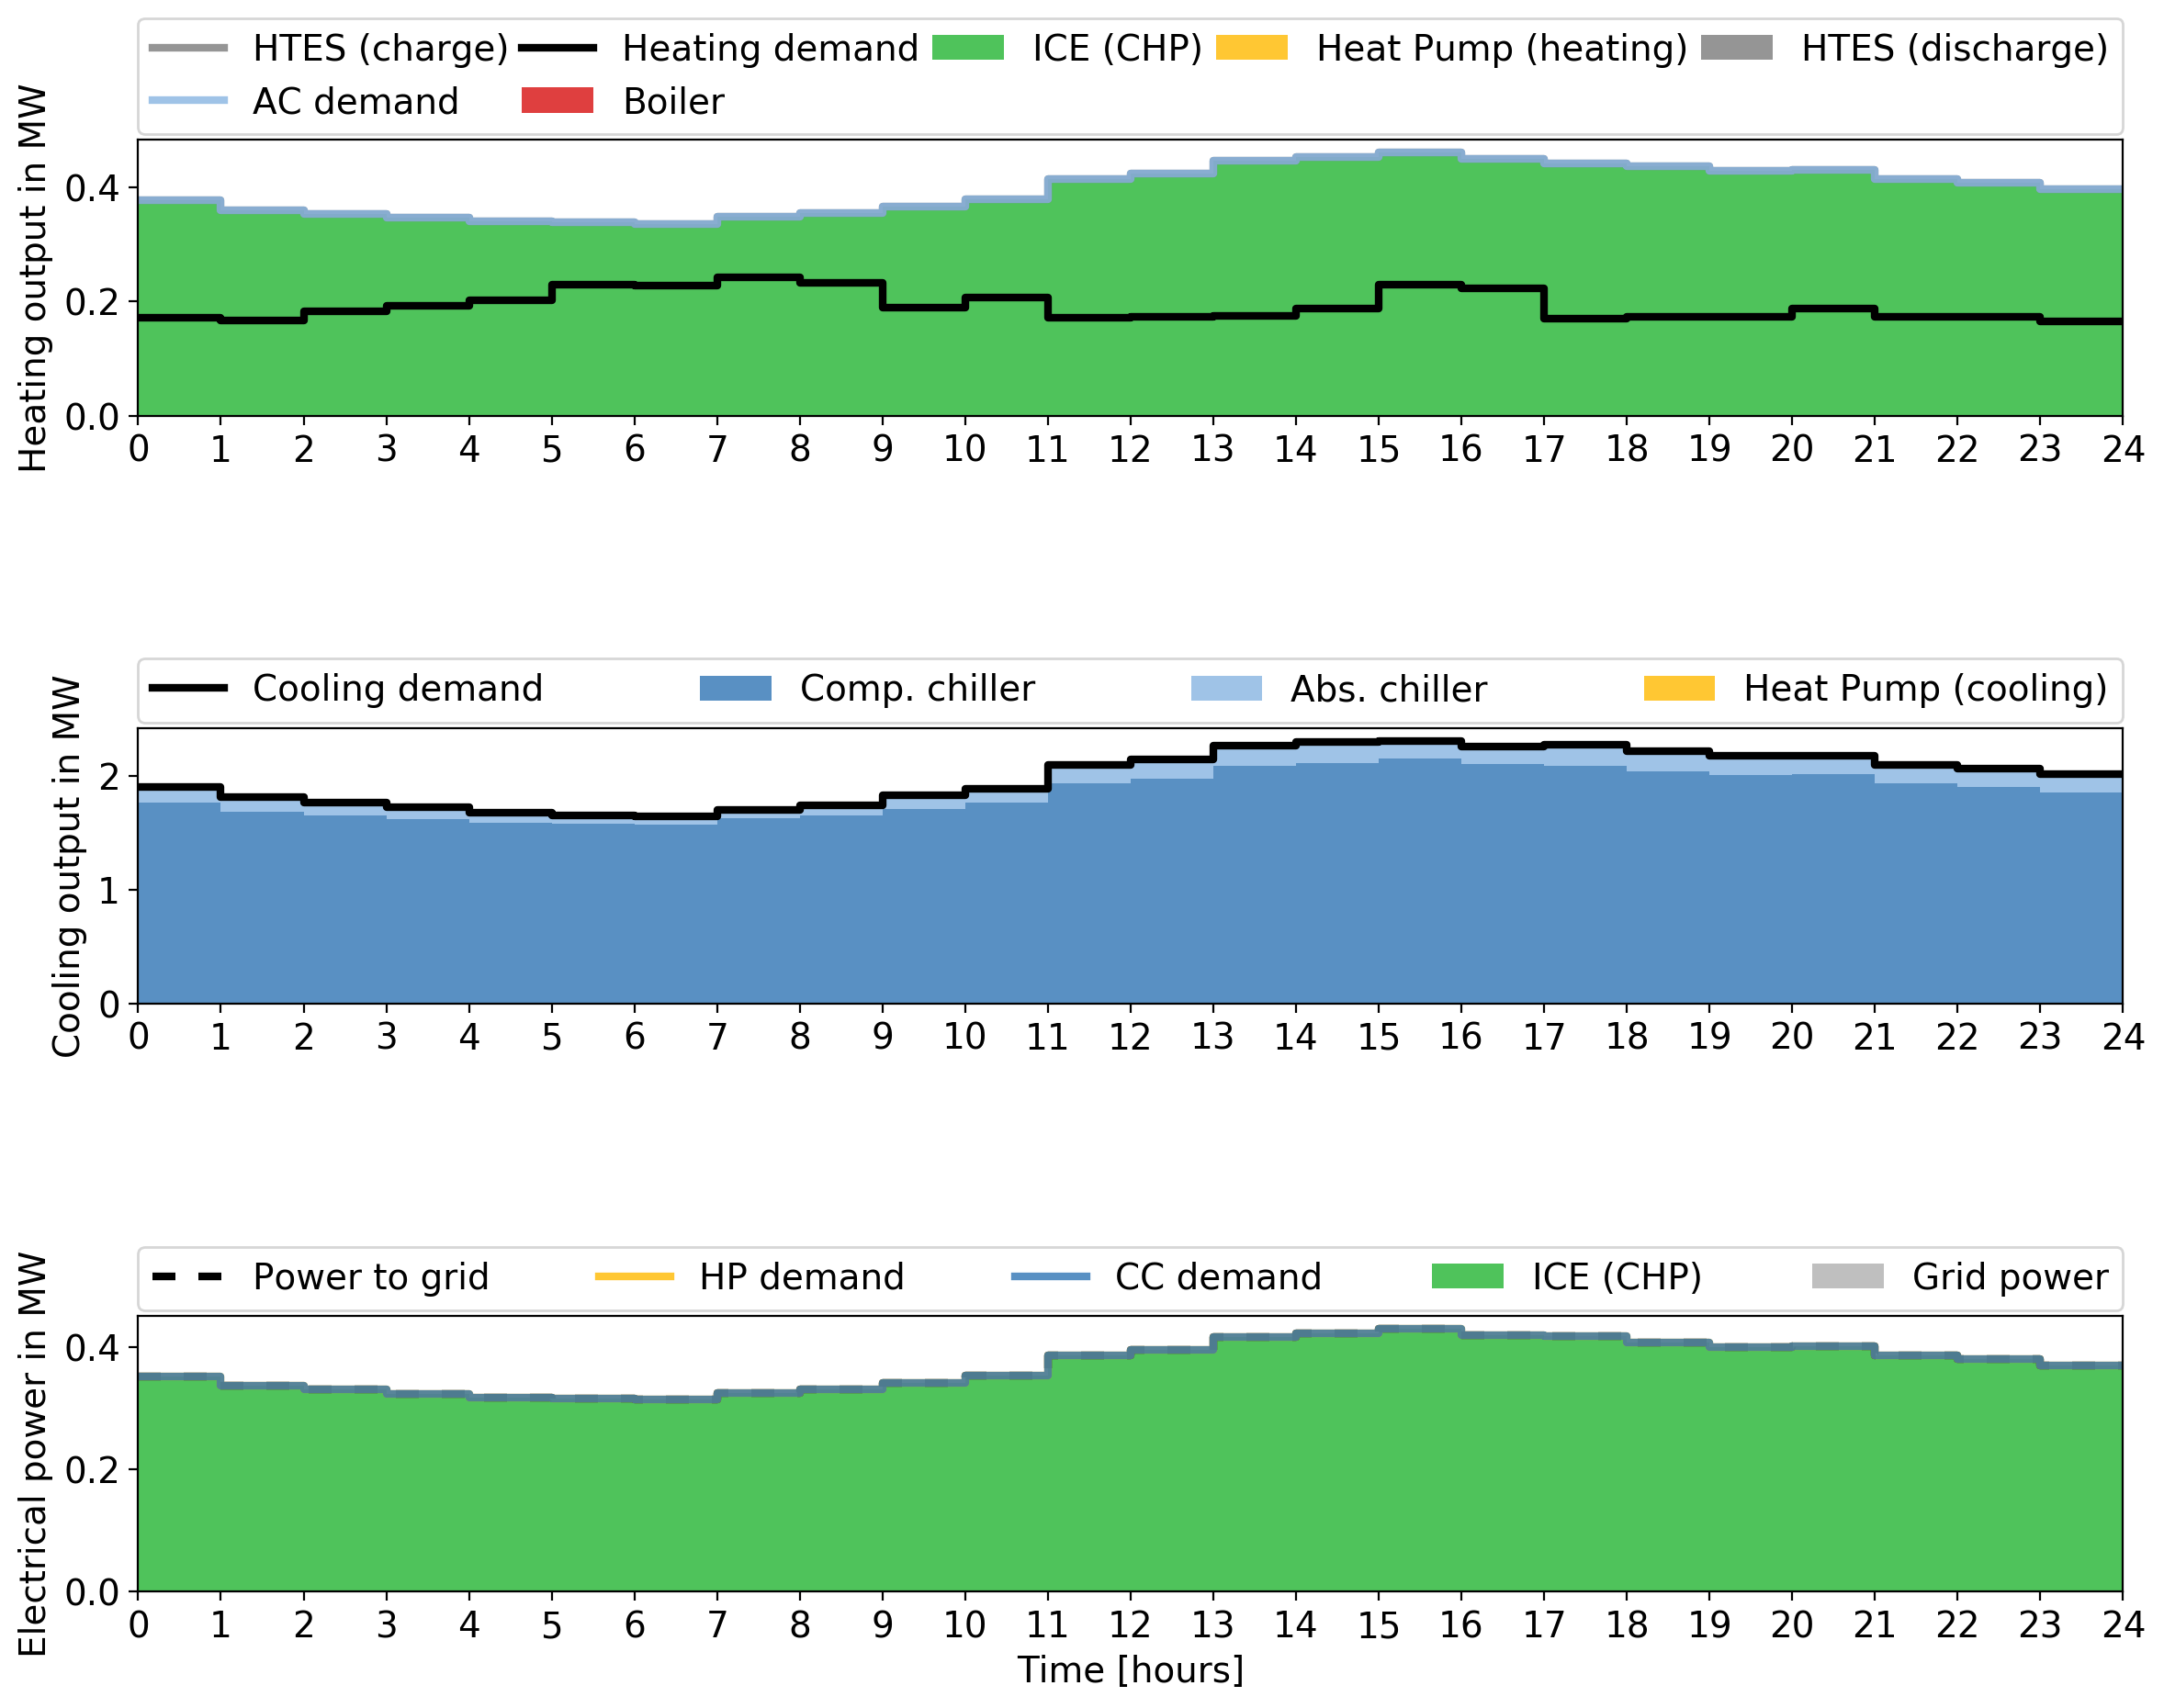 HTES (charge) Heating demand ICE (CHP) Heat Pump (heating) HTES (discharge)
AC demand Boiler
Heating output in MW
0.4
0.2
0.0
0 1 2 3 4 5 6 7 8 9 10 11 12 13 14 15 16 17 18 19 20 21 22 23 24
Cooling demand Comp. chiller Abs. chiller Heat Pump (cooling)
Cooling output in MW
2
1
0
0 1 2 3 4 5 6 7 8 9 10 11 12 13 14 15 16 17 18 19 20 21 22 23 24
Power to grid HP demand CC demand ICE (CHP) Grid power
Electrical power in MW
0.4
0.2
0.0
0 1 2 3 4 5 6 7 8 9 10 11 12 13 14 15 16 17 18 19 20 21 22 23 24
Time [hours]